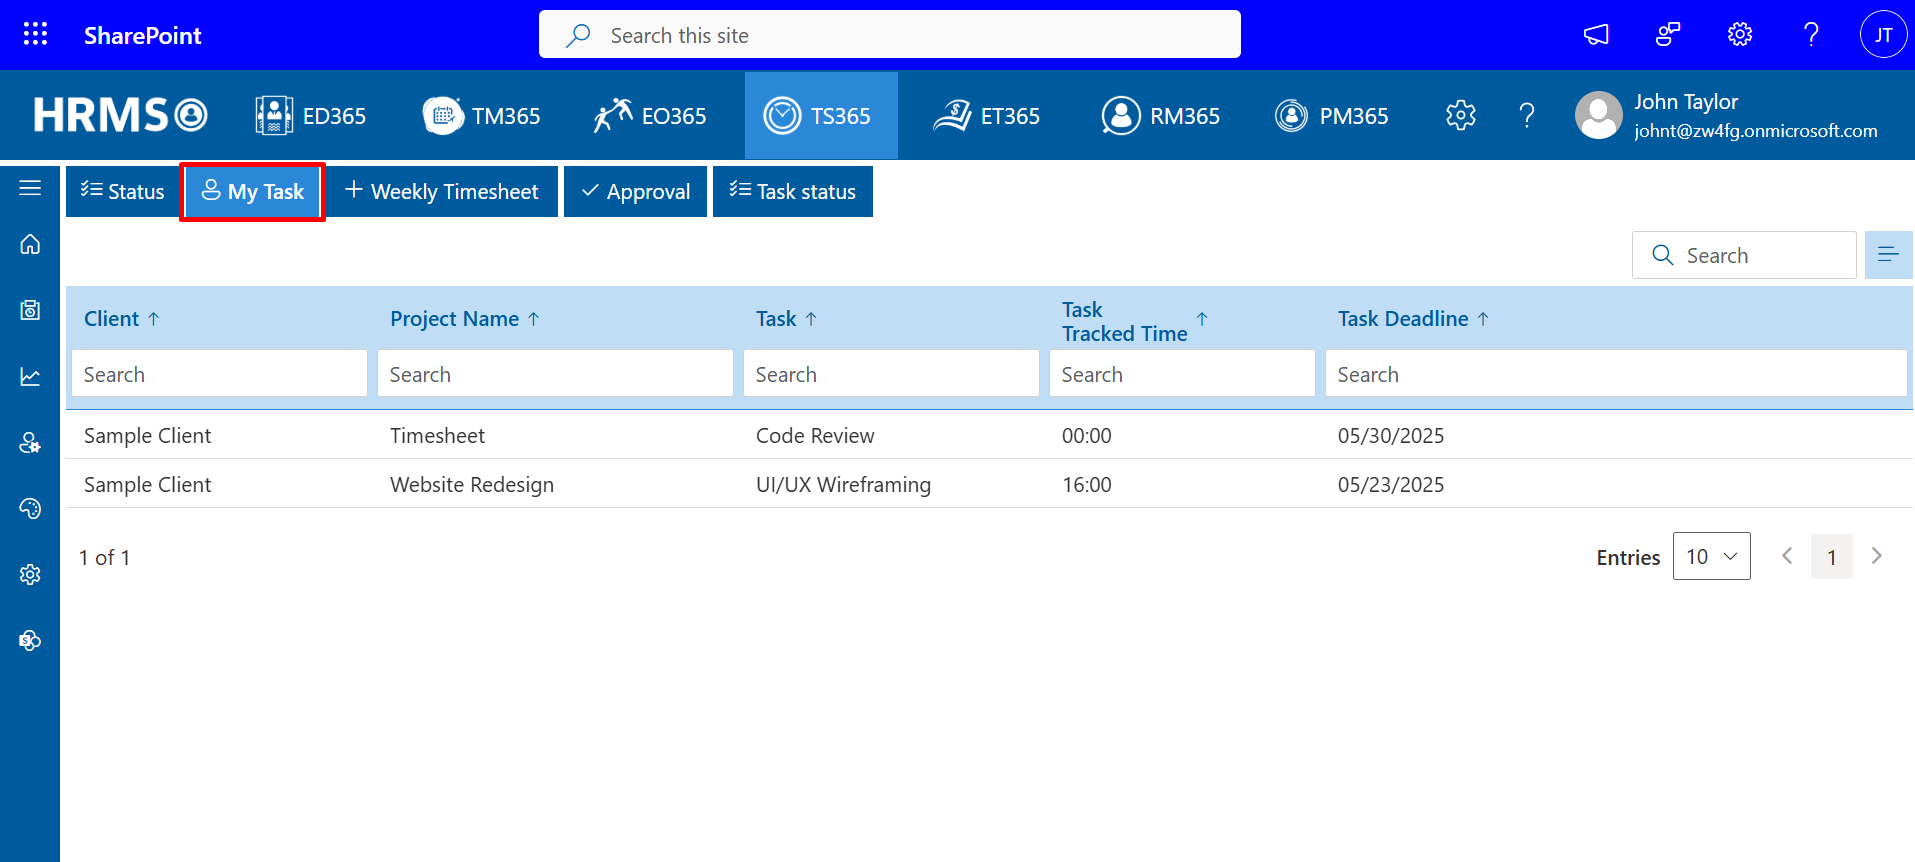 SharePoint
Search this site
JT
HRMS
ED365
TM365
EO365
TS365
ET365
RM365
PM365
John Taylor
johnt@zw4fg.onmicrosoft.com
Status
My Task
Weekly Timesheet
Approval
Task status
Search
Client
Project Name
Task
Task
Tracked Time
Task Deadline
Search
Search
Search
Search
Search
Sample Client
Timesheet
Code Review
00:00
05/30/2025
Sample Client
Website Redesign
UI/UX Wireframing
16:00
05/23/2025
1 of 1
Entries
10
1